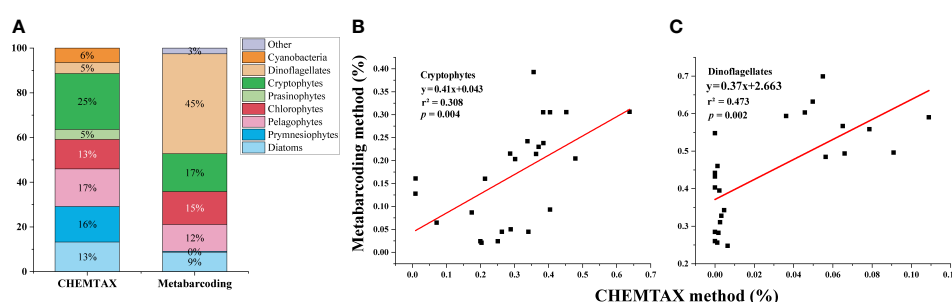 A
100
80
60
40
20
0
6%
5%
25%
5%
13%
17%
16%
13%
3%
45%
17%
15%
12%
0%
9%
CHEMTAX
Metabarcoding
Other
Cyanobacteria
Dinoflagellates
Cryptophytes
Prasinophytes
Chlorophytes
Pelagophytes
Prymnesiophytes
Diatoms
B
Metabarcoding method (%)
0.40
0.35
0.30
0.25
0.20
0.15
0.10
0.05
0.00
Cryptophytes
y=0.41x+0.043
r² = 0.308
p = 0.004
0.0 0.1 0.2 0.3 0.4 0.5 0.6 0.7
C
0.7
0.6
0.5
0.4
0.3
0.2
Dinoflagellates
y=0.37x+2.663
r² = 0.473
p = 0.002
0.00 0.02 0.04 0.06 0.08 0.10
CHEMTAX method (%)